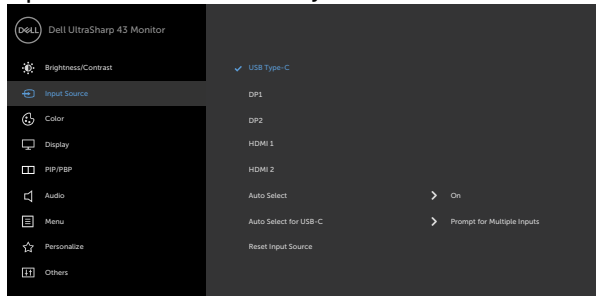 DELL
Dell UltraSharp 43 Monitor
Brightness/Contrast
USB Type-C
Input Source
DP1
Color
DP2
Display
HDMI 1
PIP/PBP
HDMI 2
Audio
Auto Select
On
Menu
Auto Select for USB-C
Prompt for Multiple Inputs
Personalize
Reset Input Source
Others